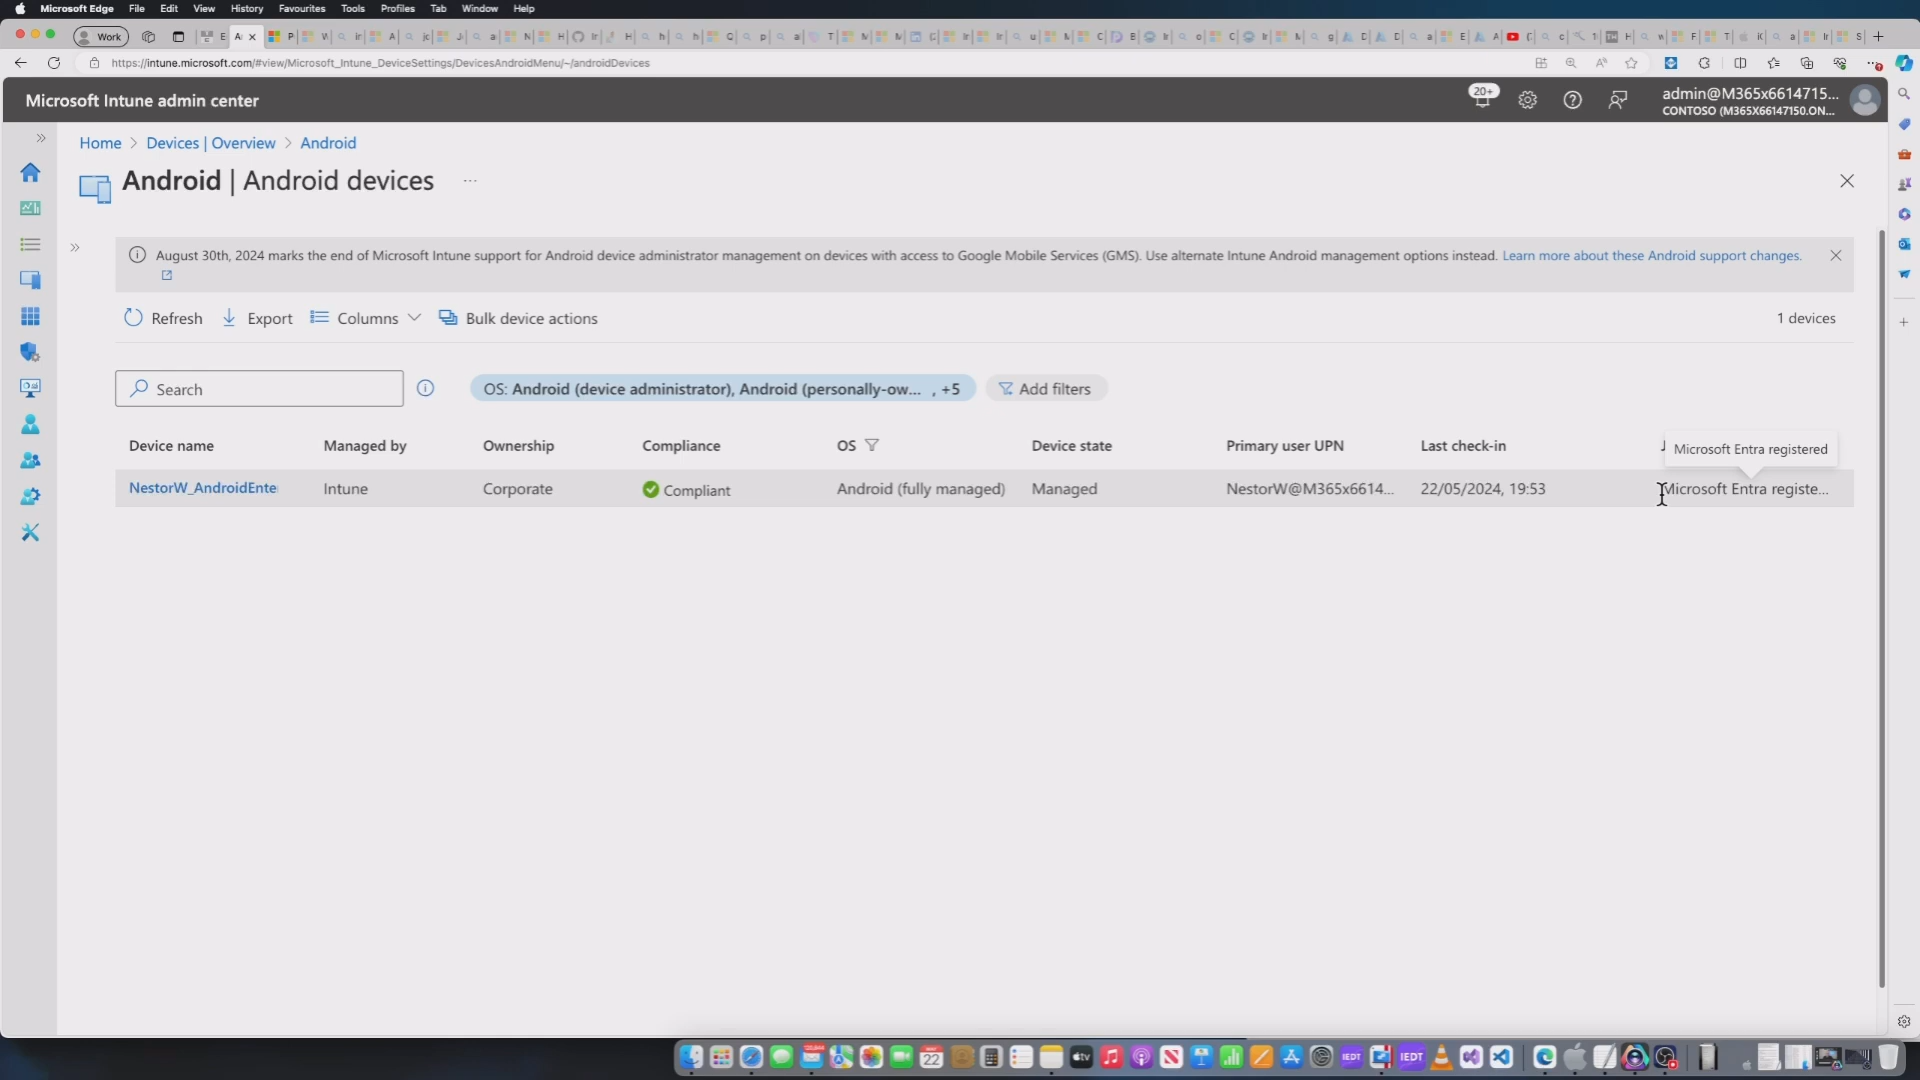 Microsoft Edge File Edit View History Favourites Tools Profiles Tab Window Help
Work
https://intune.microsoft.com/#view/Microsoft_Intune_DeviceSettings/DevicesAndroidMenu/~/androidDevices
Microsoft Intune admin center
20+
admin@M365x6614715...
CONTOSO (M365X66147150.ON...
Home > Devices | Overview > Android
Android | Android devices ...
August 30th, 2024 marks the end of Microsoft Intune support for Android device administrator management on devices with access to Google Mobile Services (GMS). Use alternate Intune Android management options instead. Learn more about these Android support changes.
Refresh Export Columns Bulk device actions 1 devices
Search
OS: Android (device administrator), Android (personally-ow... , +5
Add filters
Device name Managed by Ownership Compliance OS Device state Primary user UPN Last check-in
Microsoft Entra registered
NestorW_AndroidEnte Intune Corporate Compliant Android (fully managed) Managed NestorW@M365x6614... 22/05/2024, 19:53 Microsoft Entra registe...
22
tv
IEDT
IEDT